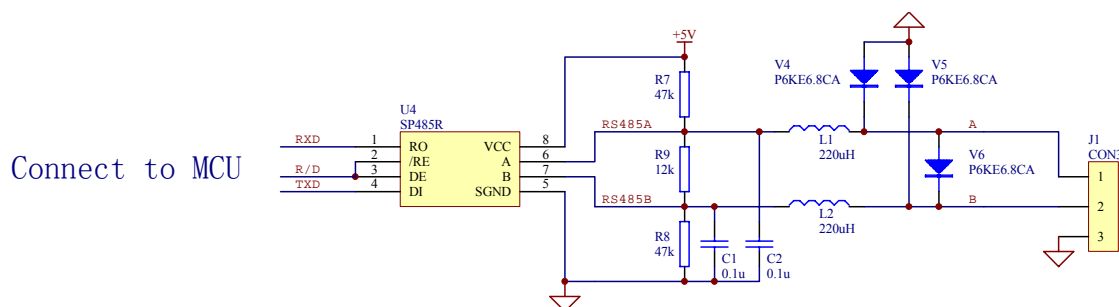 +5V
V4
P6KE6.8CA
V5
P6KE6.8CA
R7
47k
U4
SP485R
RXD
1
RO
VCC
8
RS485A
A
2
/RE
A
6
R9
12k
L1
220uH
J1
CON3
Connect to MCU
R/D
3
DE
B
7
V6
P6KE6.8CA
1
TXD
4
DI
SGND
5
RS485B
B
2
L2
220uH
R8
47k
C1
0.1u
C2
0.1u
3